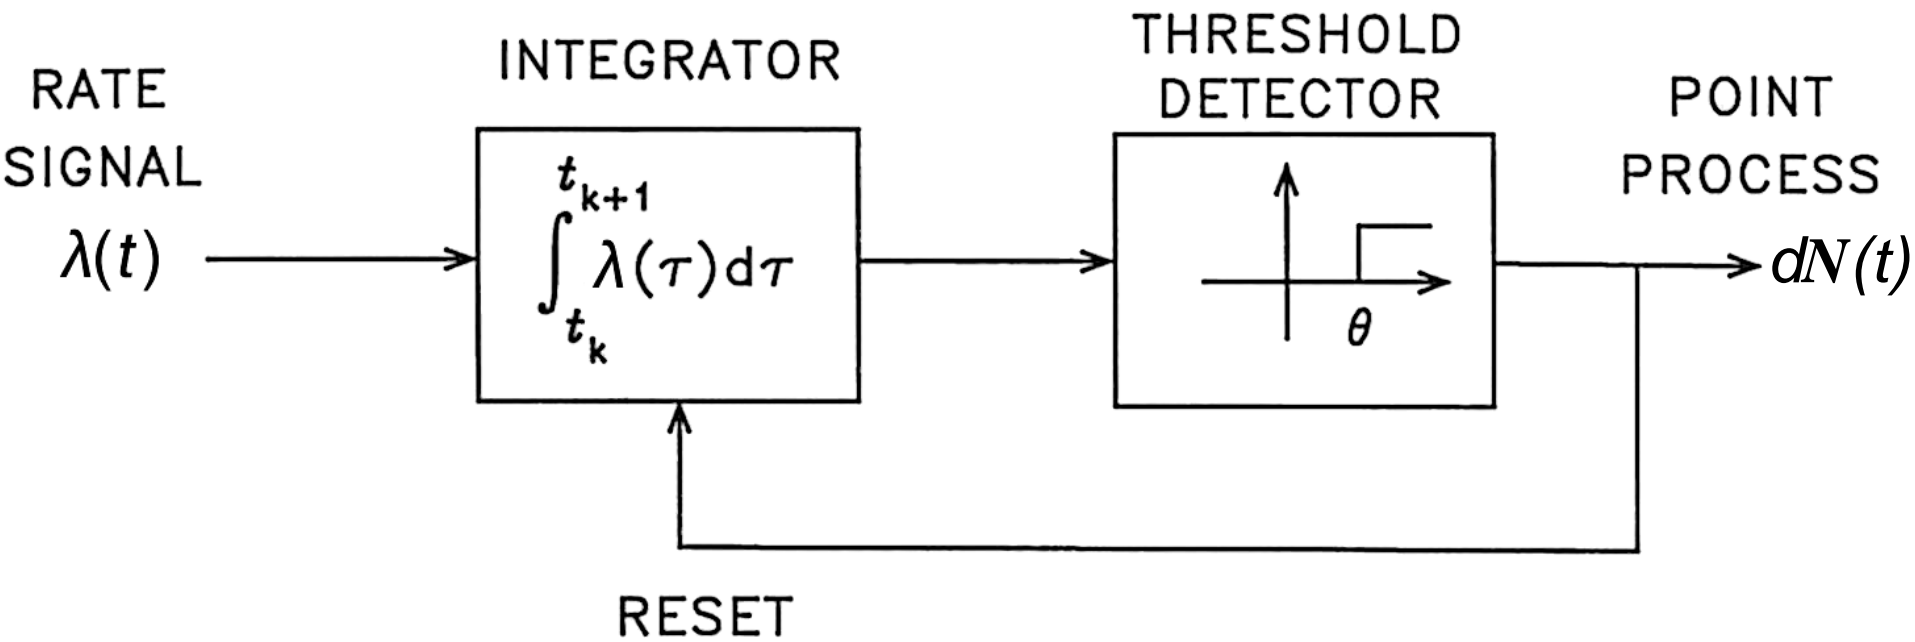 RATE
SIGNAL
λ(t)
INTEGRATOR
t_{k+1}
∫λ(τ)dτ
t_k
THRESHOLD
DETECTOR
θ
POINT
PROCESS
dN(t)
RESET